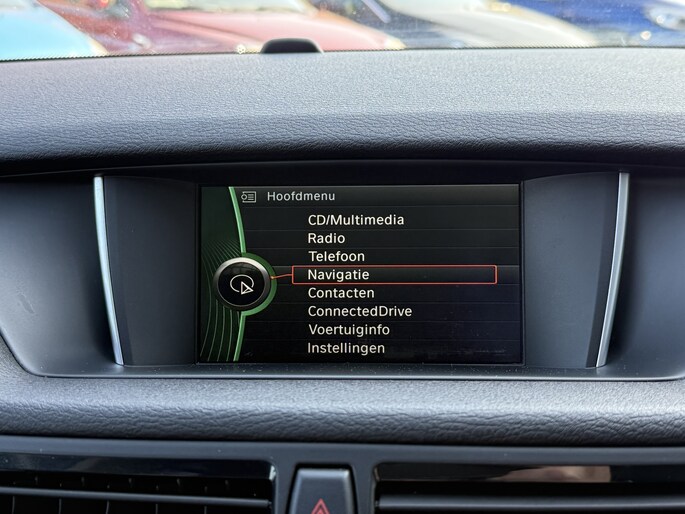 Hoofdmenu
CD/Multimedia
Radio
Telefoon
Navigatie
Contacten
ConnectedDrive
Voertuiginfo
Instellingen